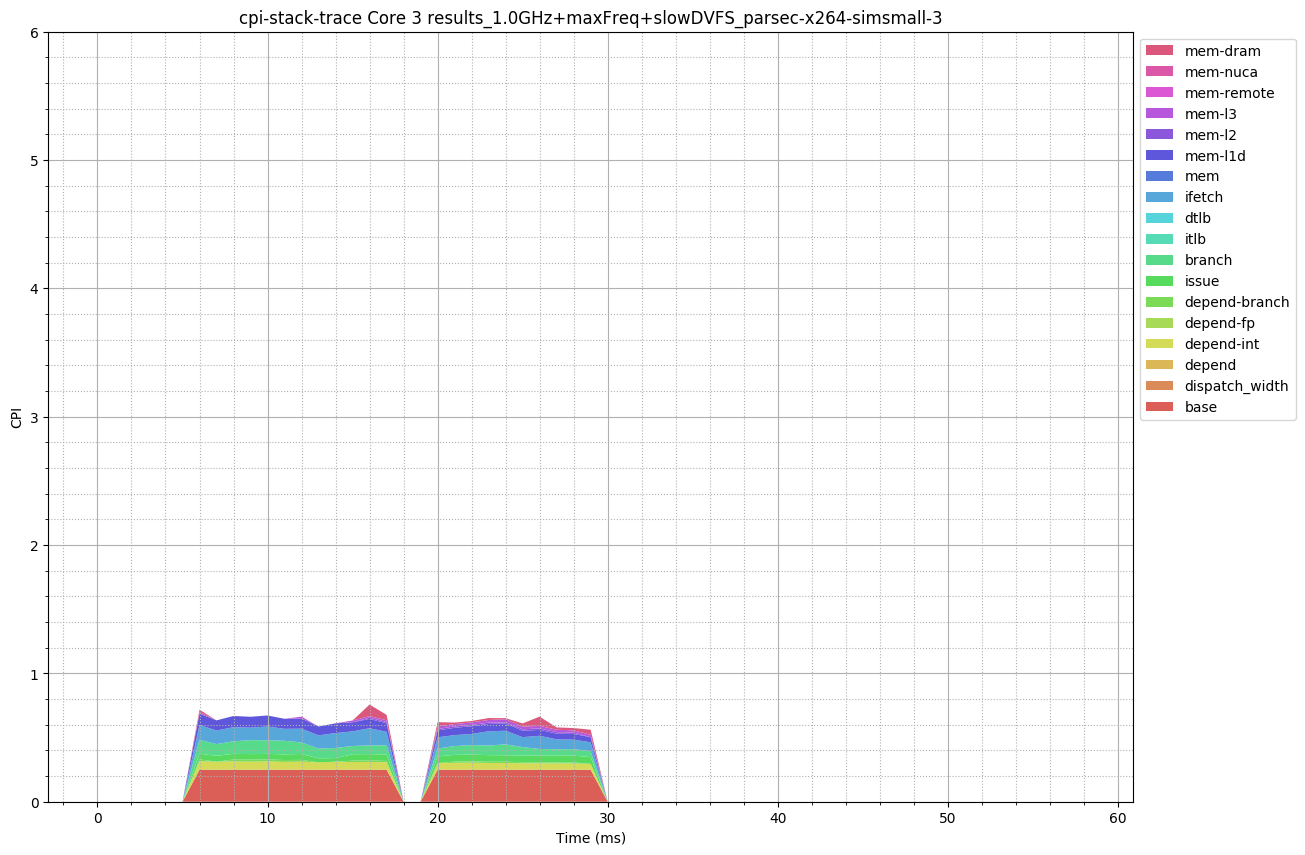 cpi-stack-trace Core 3 results_1.0GHz+maxFreq+slowDVFS_parsec-x264-simsmall-3
6
5
4
3
2
1
0
CPI
0 10 20 30 40 50 60
Time (ms)
mem-dram
mem-nuca
mem-remote
mem-l3
mem-l2
mem-l1d
mem
ifetch
dtlb
itlb
branch
issue
depend-branch
depend-fp
depend-int
depend
dispatch_width
base